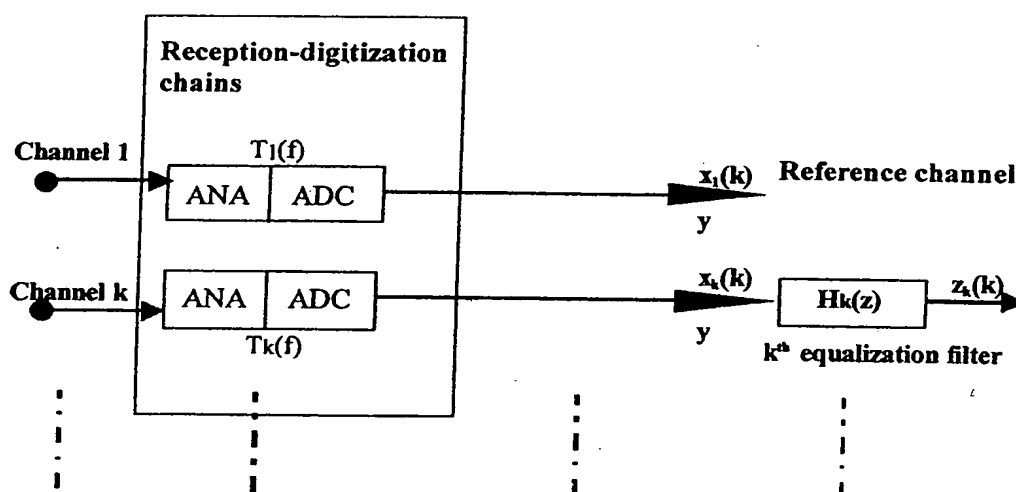 Reception-digitization
chains
Channel 1
T1(f)
ANA
ADC
x₁(k)
Reference channel
y
Channel k
ANA
ADC
Tk(f)
xₖ(k)
y
Hk(z)
zₖ(k)
kᵗʰ equalization filter